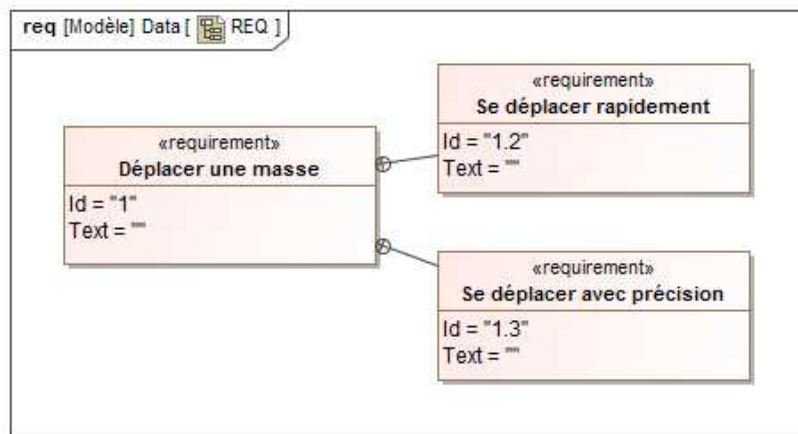 req [Modèle] Data [ REQ ]
«requirement»
Déplacer une masse
Id = "1"
Text = ""
«requirement»
Se déplacer rapidement
Id = "1.2"
Text = ""
«requirement»
Se déplacer avec précision
Id = "1.3"
Text = ""